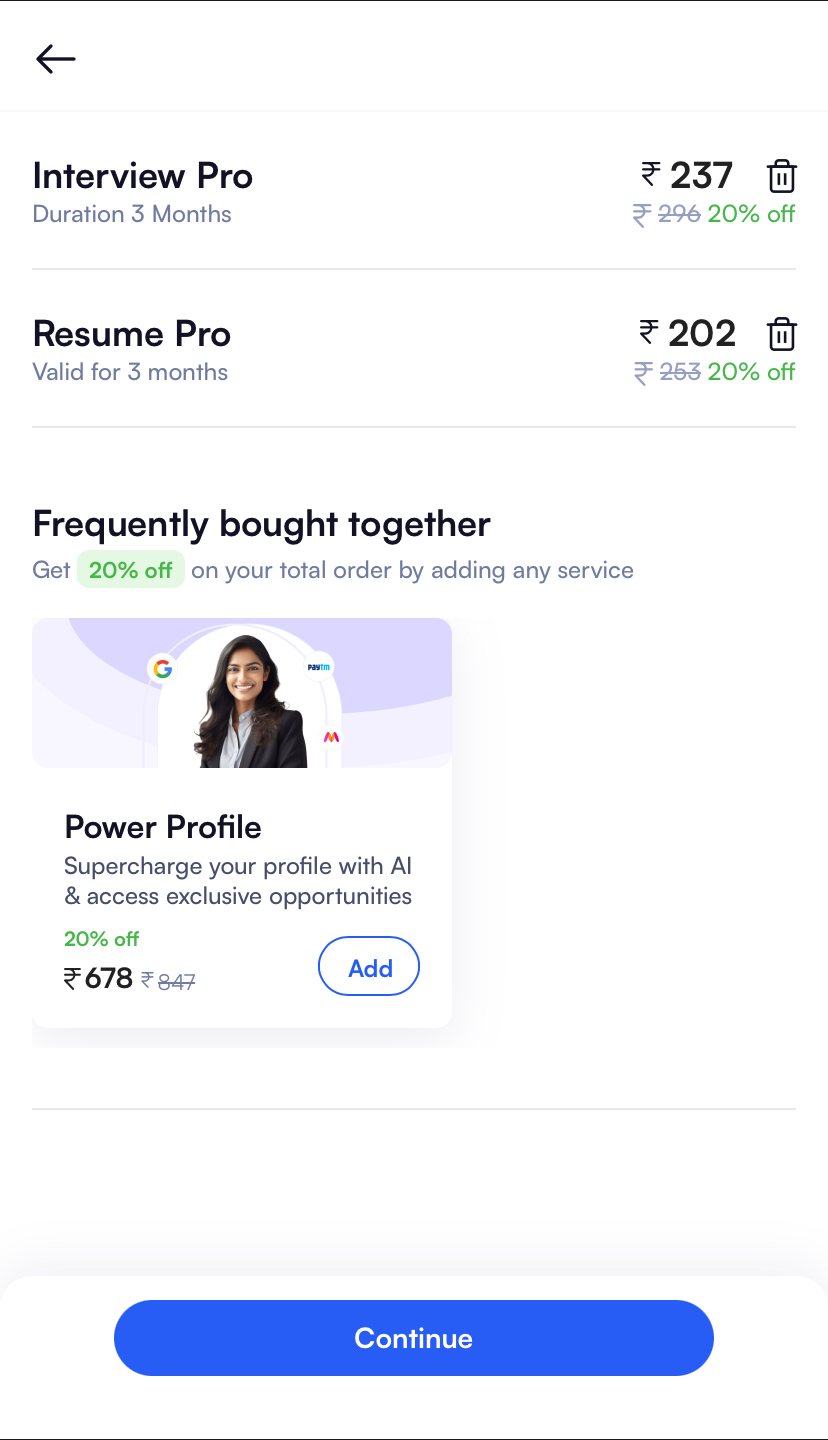 Interview Pro
₹ 237
Duration 3 Months
₹ 296 20% off
Resume Pro
₹ 202
Valid for 3 months
₹ 253 20% off
Frequently bought together
Get 20% off on your total order by adding any service
G
paytm
Power Profile
Supercharge your profile with AI
& access exclusive opportunities
20% off
₹678 ₹847
Add
Continue